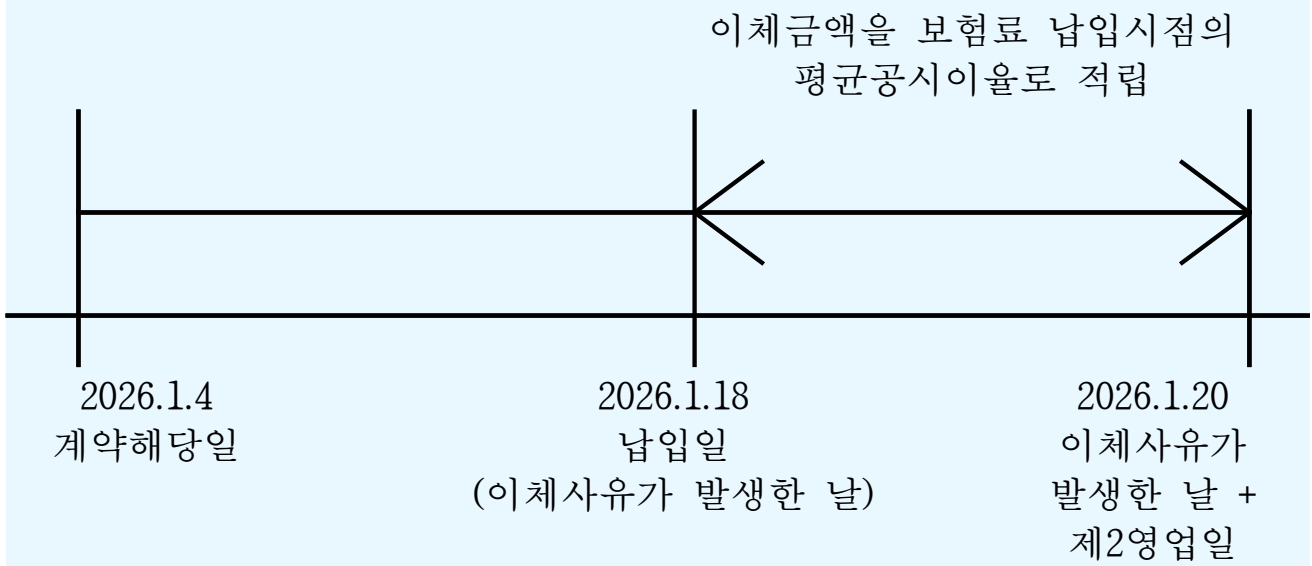 이체금액을 보험료 납입시점의
평균공시이율로 적립
2026.1.4
계약해당일
2026.1.18
납입일
(이체사유가 발생한 날)
2026.1.20
이체사유가
발생한 날 +
제2영업일